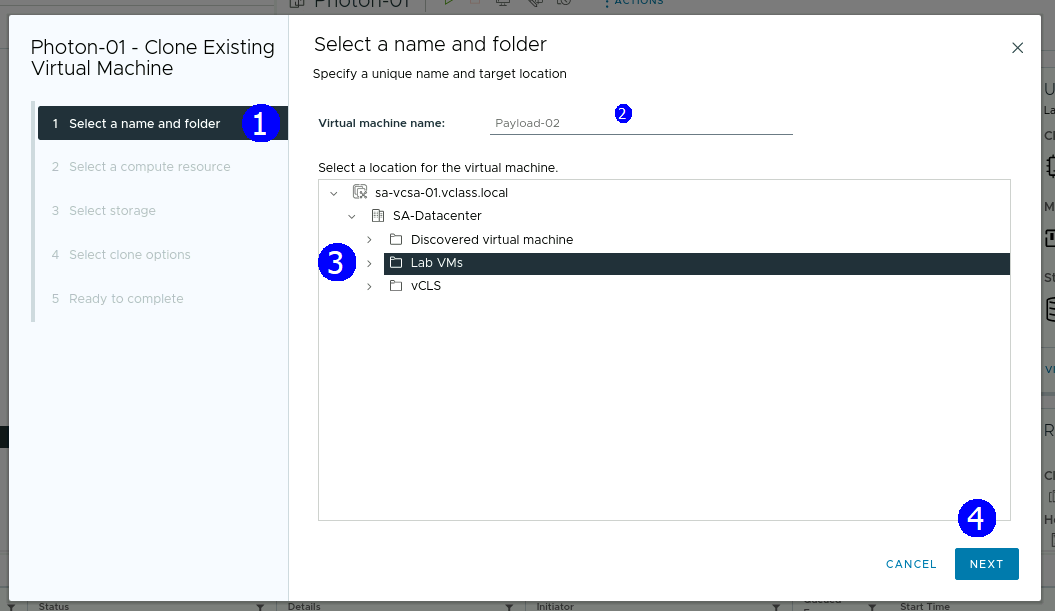 Photon-01
ACTIONS
Photon-01 - Clone Existing
Virtual Machine
1 Select a name and folder
1
2 Select a compute resource
3 Select storage
4 Select clone options
5 Ready to complete
Select a name and folder
Specify a unique name and target location
Virtual machine name:
Payload-02
2
Select a location for the virtual machine.
sa-vcsa-01.vclass.local
SA-Datacenter
Discovered virtual machine
3
Lab VMs
vCLS
4
CANCEL
NEXT
Status
Details
Initiator
Start Time